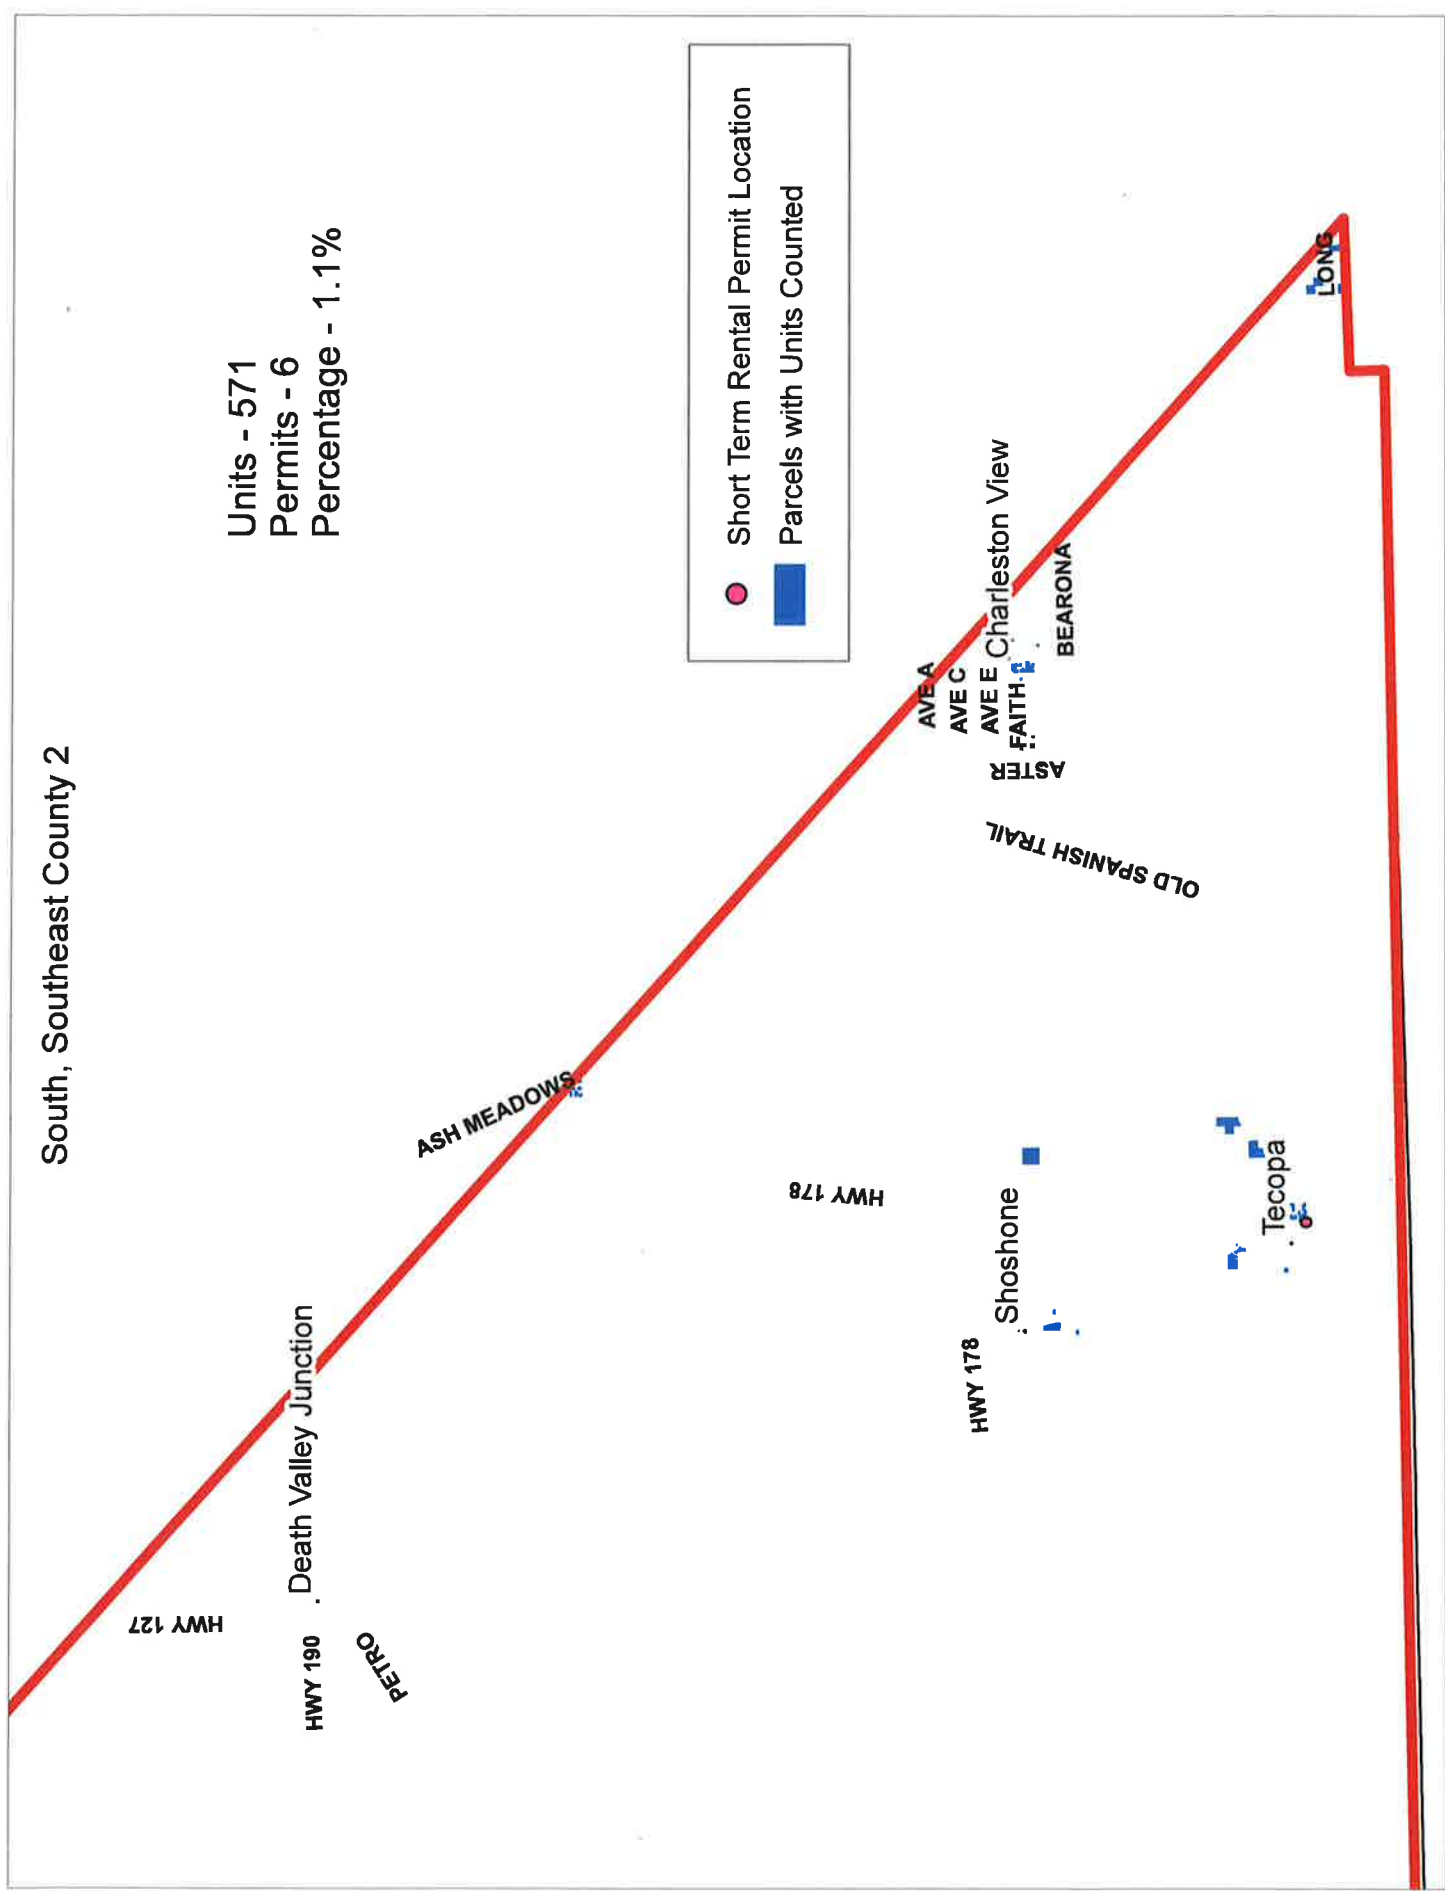 South, Southeast County 2
Units - 571
Permits - 6
Percentage - 1.1%
Short Term Rental Permit Location
Parcels with Units Counted
HWY 127
HWY 190
Death Valley Junction
PETRO
ASH MEADOWS
HWY 178
AVE A
AVE C
AVE E
Charleston View
FAITH
BEARONA
ASTER
OLD SPANISH TRAIL
HWY 178
Shoshone
Tecopa
LONG